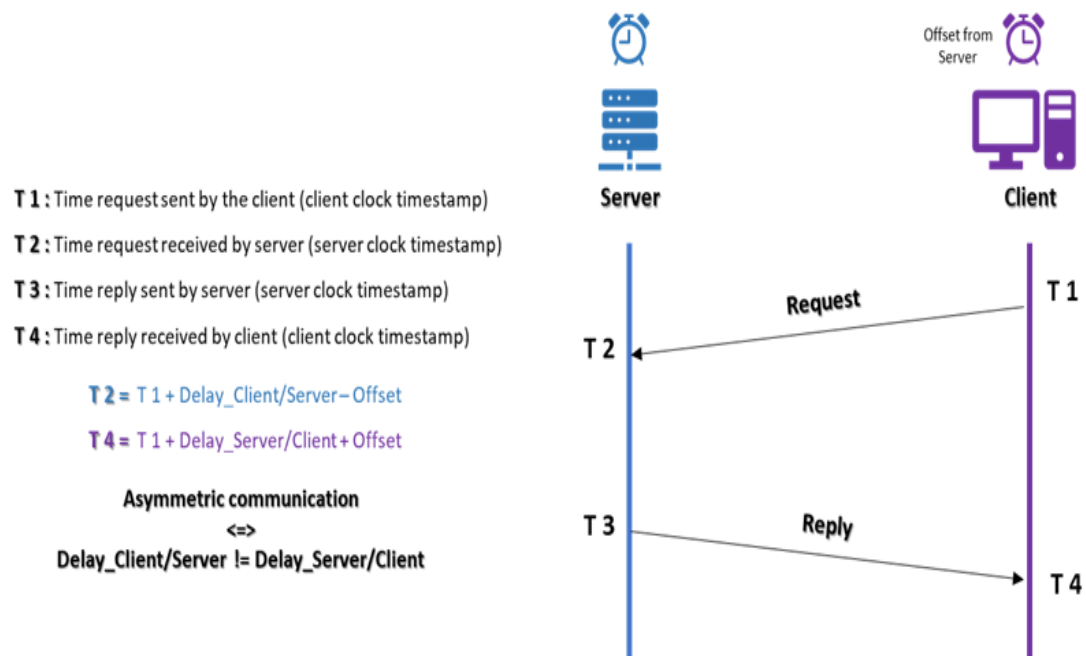 Offset from
Server
Server
Client
T 1 : Time request sent by the client (client clock timestamp)
T 2 : Time request received by server (server clock timestamp)
T 3 : Time reply sent by server (server clock timestamp)
T 4 : Time reply received by client (client clock timestamp)
T 2 = T 1 + Delay_Client/Server – Offset
T 4 = T 1 + Delay_Server/Client + Offset
Asymmetric communication
<=>
Delay_Client/Server != Delay_Server/Client
T 1
Request
T 2
T 3
Reply
T 4